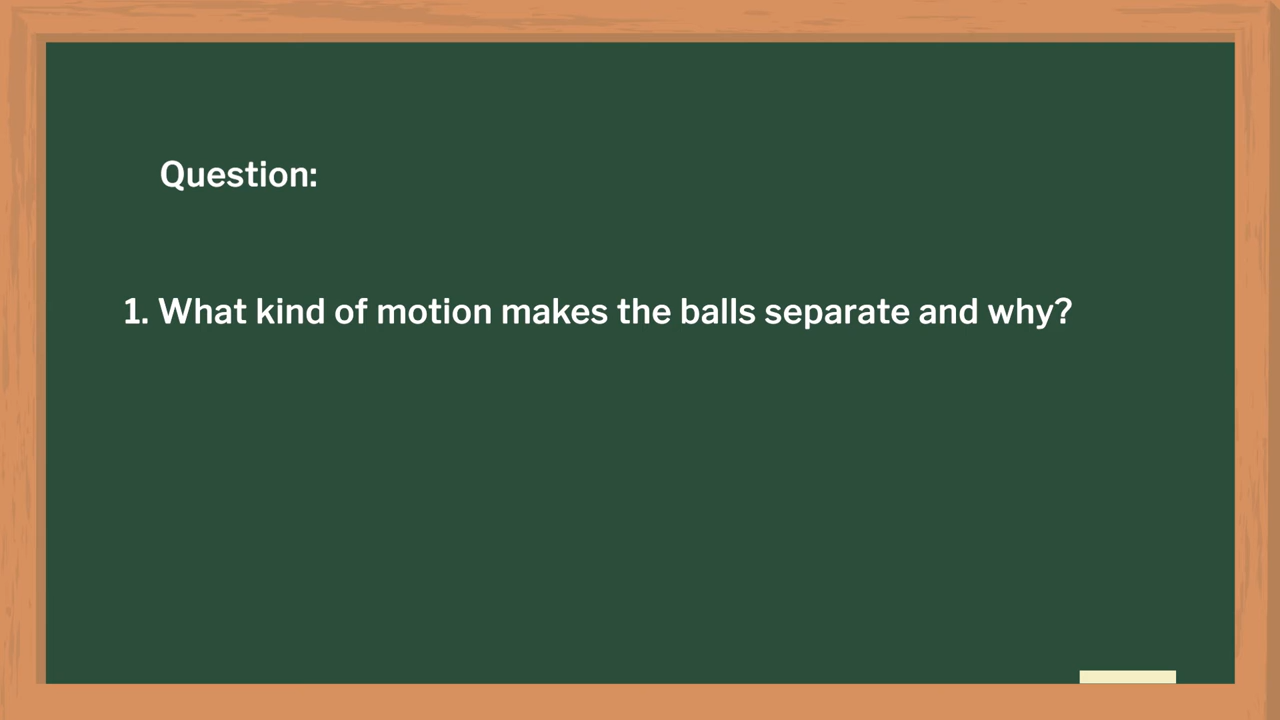 Question:
1. What kind of motion makes the balls separate and why?